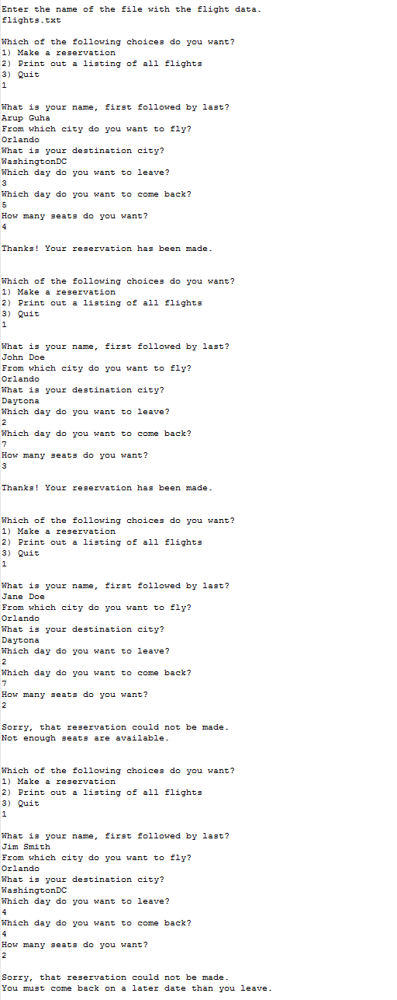 Enter the name of the file with the flight data.
flights.txt
Which of the following choices do you want?
1) Make a reservation
2) Print out a listing of all flights
3) Quit
1
What is your name, first followed by last?
Arup Guha
From which city do you want to fly?
Orlando
What is your destination city?
WashingtonDC
Which day do you want to leave?
3
Which day do you want to come back?
5
How many seats do you want?
4
Thanks! Your reservation has been made.
Which of the following choices do you want?
1) Make a reservation
2) Print out a listing of all flights
3) Quit
1
What is your name, first followed by last?
John Doe
From which city do you want to fly?
Orlando
What is your destination city?
Daytona
Which day do you want to leave?
2
Which day do you want to come back?
7
How many seats do you want?
3
Thanks! Your reservation has been made.
Which of the following choices do you want?
1) Make a reservation
2) Print out a listing of all flights
3) Quit
1
What is your name, first followed by last?
Jane Doe
From which city do you want to fly?
Orlando
What is your destination city?
Daytona
Which day do you want to leave?
2
Which day do you want to come back?
7
How many seats do you want?
2
Sorry, that reservation could not be made.
Not enough seats are available.
Which of the following choices do you want?
1) Make a reservation
2) Print out a listing of all flights
3) Quit
1
What is your name, first followed by last?
Jim Smith
From which city do you want to fly?
Orlando
What is your destination city?
WashingtonDC
Which day do you want to leave?
4
Which day do you want to come back?
4
How many seats do you want?
2
Sorry, that reservation could not be made.
You must come back on a later date than you leave.